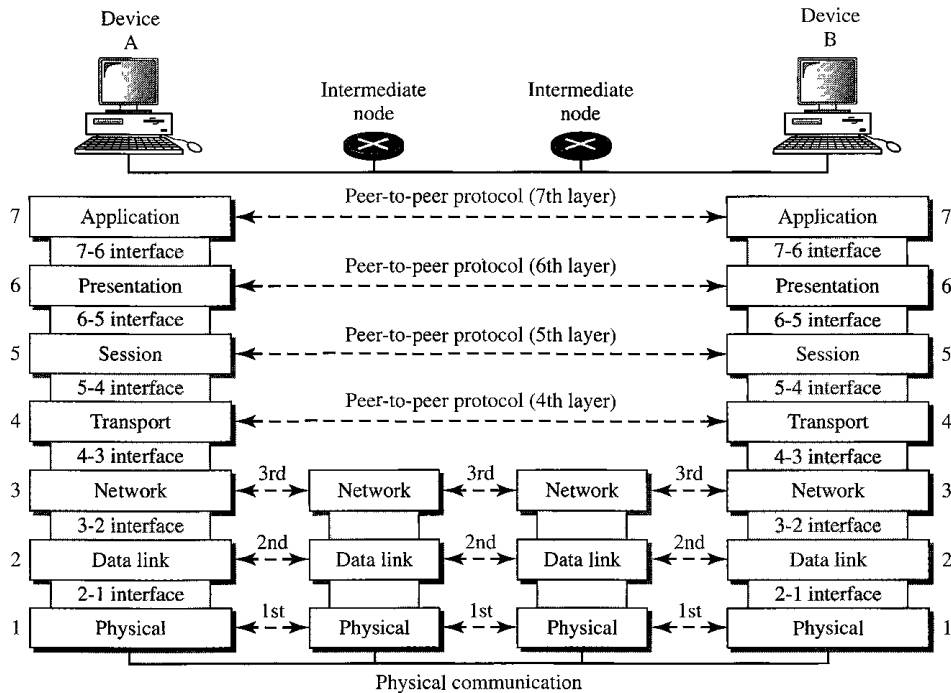 Device
A
Device
B
Intermediate
node
Intermediate
node
Peer-to-peer protocol (7th layer)
7 Application Application 7
7-6 interface 7-6 interface
Peer-to-peer protocol (6th layer)
6 Presentation Presentation 6
6-5 interface 6-5 interface
Peer-to-peer protocol (5th layer)
5 Session Session 5
5-4 interface 5-4 interface
Peer-to-peer protocol (4th layer)
4 Transport Transport 4
4-3 interface 4-3 interface
3rd 3rd 3rd
3 Network Network Network Network 3
3-2 interface 3-2 interface
2nd 2nd 2nd
2 Data link Data link Data link Data link 2
2-1 interface 2-1 interface
1st 1st 1st
1 Physical Physical Physical Physical 1
Physical communication